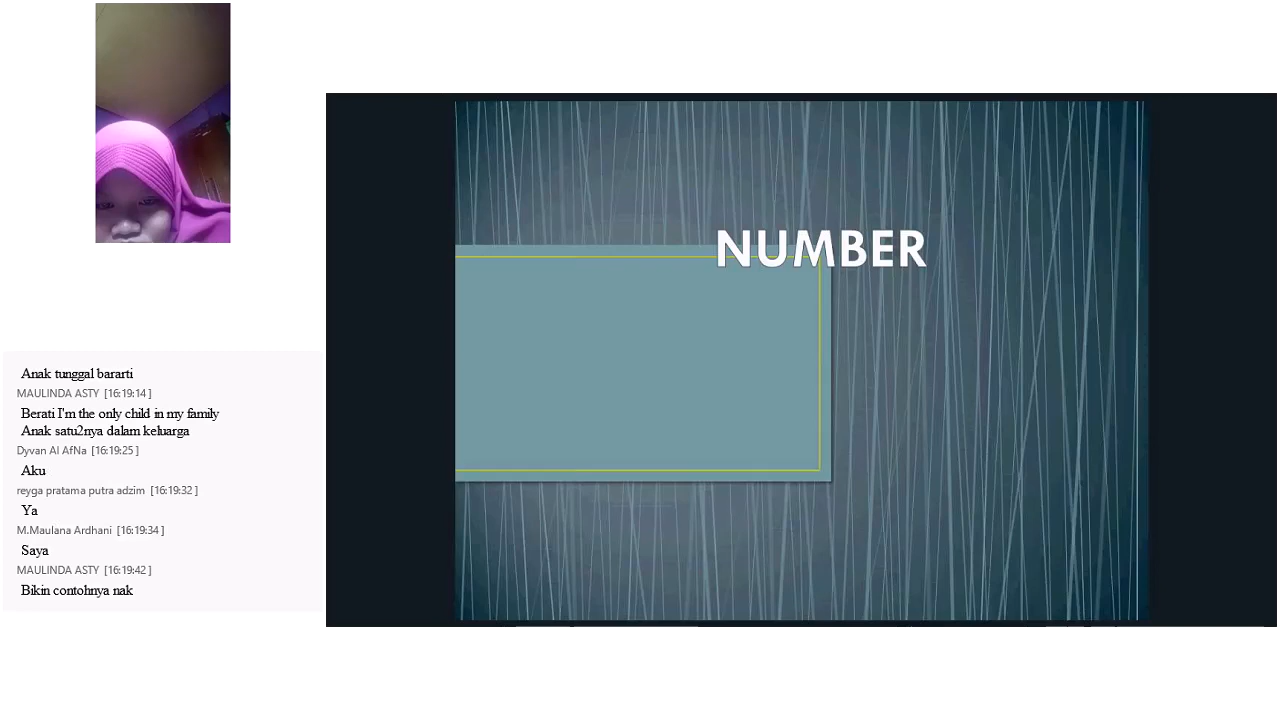 NUMBER
Anak tunggal bararti
MAULINDA ASTY [16:19:14]
Berati I'm the only child in my family
Anak satu2nya dalam keluarga
Dyvan Al AfNa [16:19:25]
Aku
reyga pratama putra adzim [16:19:32]
Ya
M.Maulana Ardhani [16:19:34]
Saya
MAULINDA ASTY [16:19:42]
Bikin contohnya nak